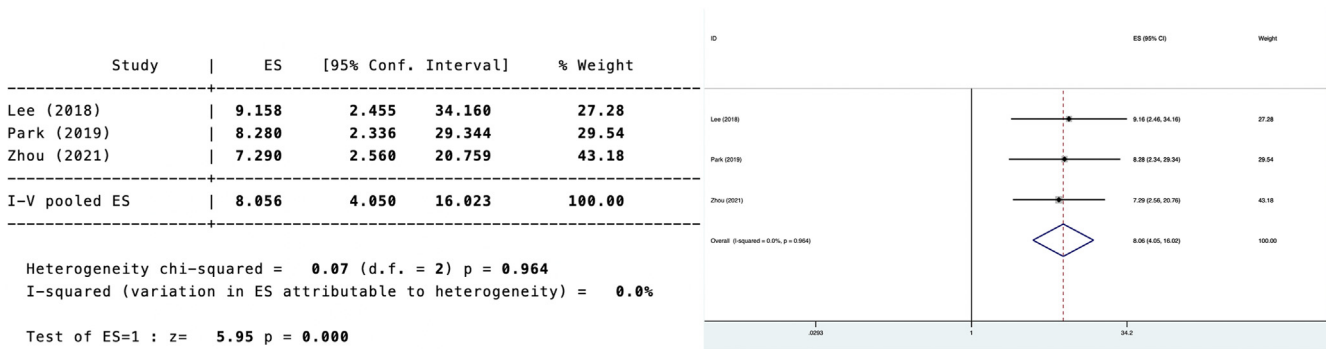 Study | ES [95% Conf. Interval] % Weight
Lee (2018) | 9.158 2.455 34.160 27.28
Park (2019) | 8.280 2.336 29.344 29.54
Zhou (2021) | 7.290 2.560 20.759 43.18
I-V pooled ES | 8.056 4.050 16.023 100.00
Heterogeneity chi-squared = 0.07 (d.f. = 2) p = 0.964
I-squared (variation in ES attributable to heterogeneity) = 0.0%
Test of ES=1 : z= 5.95 p = 0.000
ID ES (95% CI) Weight
Lee (2018) 9.16 (2.46, 34.16) 27.28
Park (2019) 8.28 (2.34, 29.34) 29.54
Zhou (2021) 7.29 (2.56, 20.76) 43.18
Overall (I-squared = 0.0%, p = 0.964) 8.06 (4.05, 16.02) 100.00
.0293 1 34.2